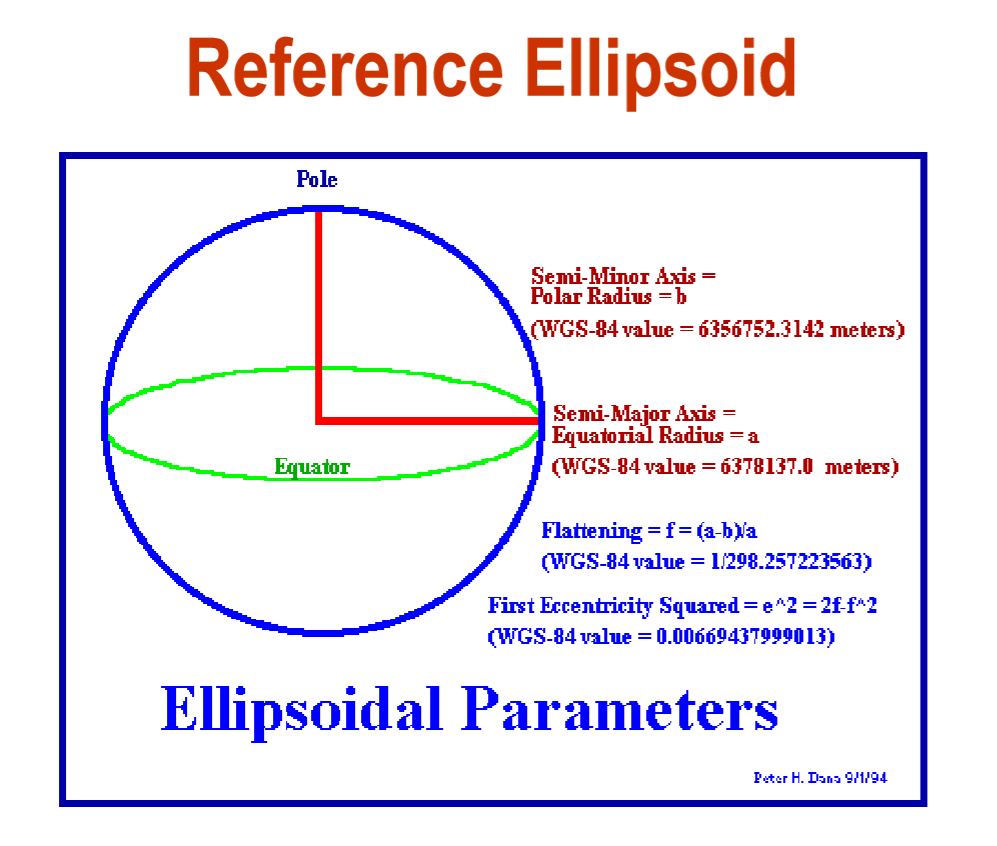 Reference Ellipsoid
Pole
Semi-Minor Axis =
Polar Radius = b
(WGS-84 value = 6356752.3142 meters)
Semi-Major Axis =
Equatorial Radius = a
(WGS-84 value = 6378137.0 meters)
Equator
Flattening = f = (a-b)/a
(WGS-84 value = 1/298.257223563)
First Eccentricity Squared = e^2 = 2f-f^2
(WGS-84 value = 0.00669437999013)
Ellipsoidal Parameters
Peter H. Dana 9/1/94